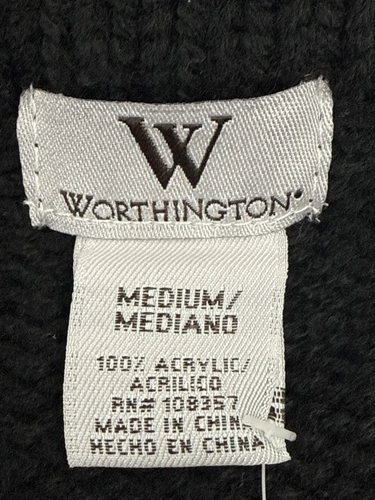 W
WORTHINGTON®
MEDIUM/
MEDIANO
100% ACRYLIC/
ACRILICO
RN# 108357
MADE IN CHINA
HECHO EN CHINA